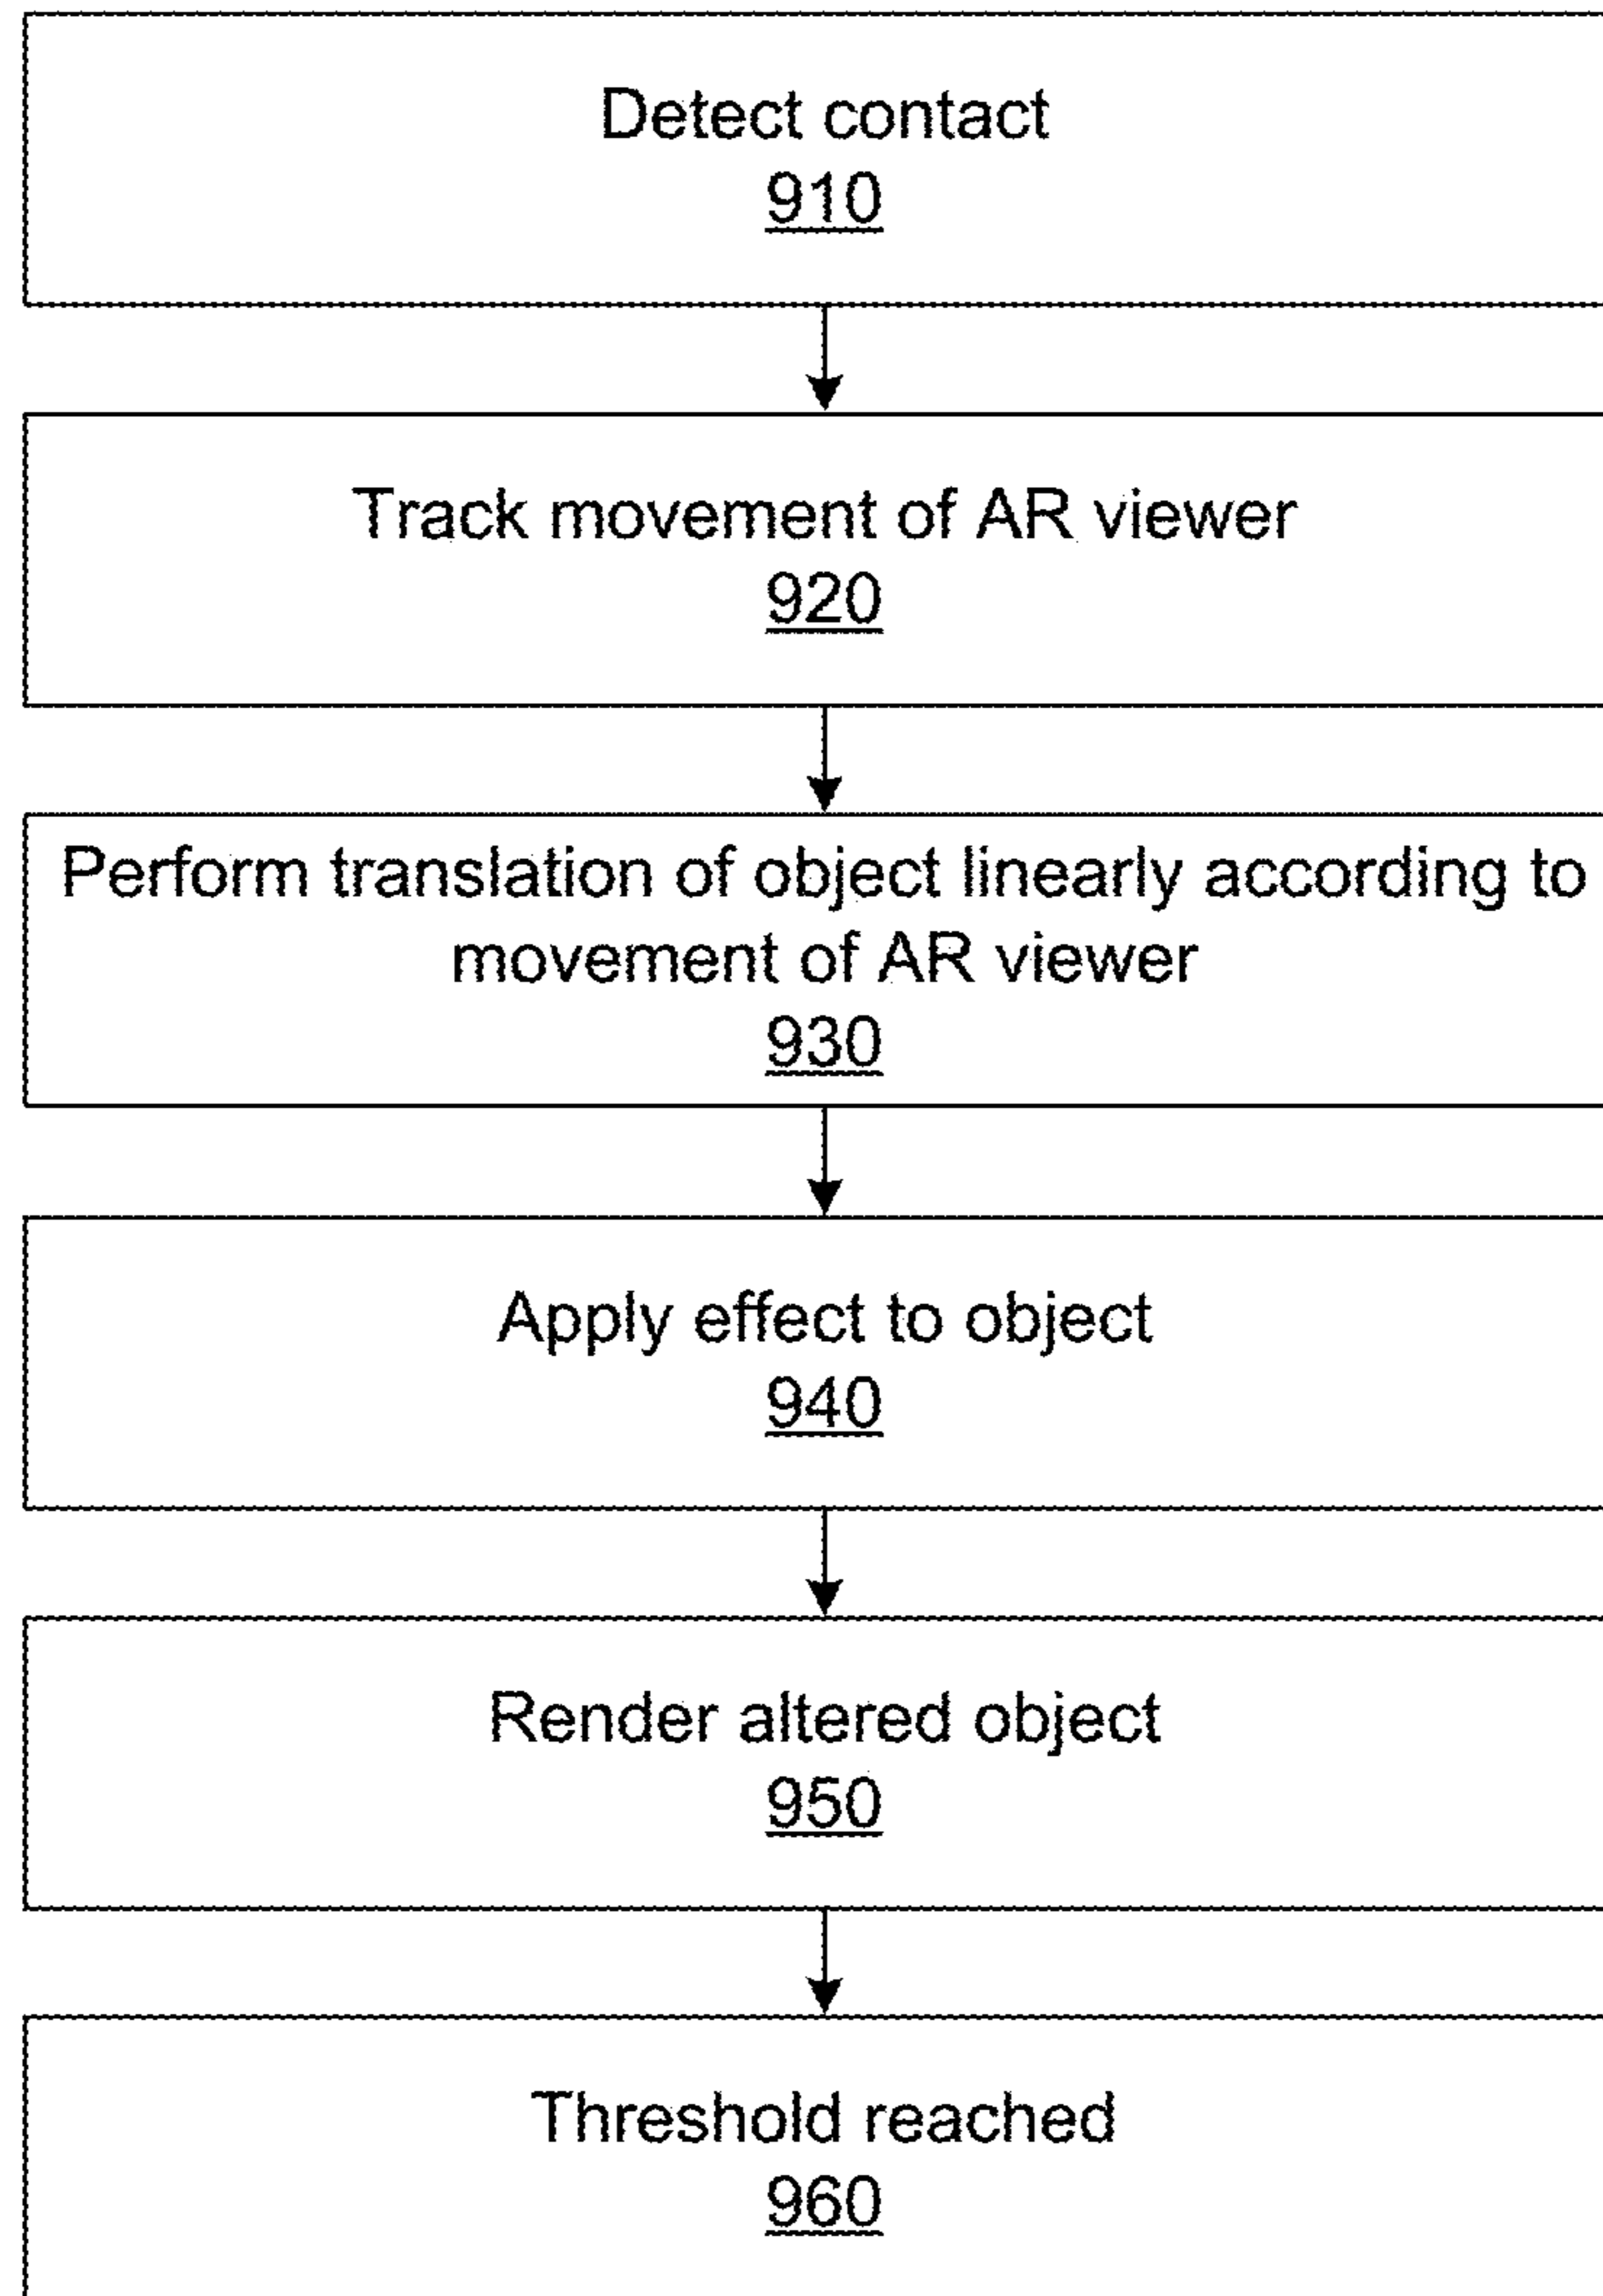 Detect contact
910
Track movement of AR viewer
920
Perform translation of object linearly according to
movement of AR viewer
930
Apply effect to object
940
Render altered object
950
Threshold reached
960